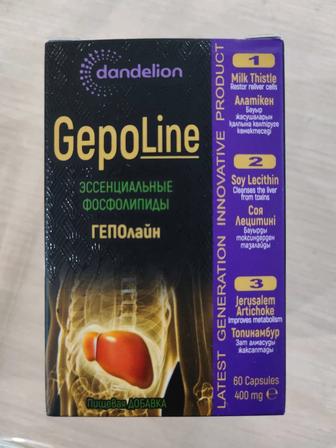 dandelion
GepoLine
ЭССЕНЦИАЛЬНЫЕ
ФОСФОЛИПИДЫ
ГЕПОлайн
Пищевая ДОБАВКА
LATEST GENERATION INNOVATIVE PRODUCT
1
Milk Thistle
Restor reliver cells
Алатікен
Бауыр
жасушаларын
қалпына келтіруге
көмектеседі
2
Soy Lecithin
Cleanses the liver
from toxins
Соя
Лецитині
Бауырды
токсиндерден
тазалайды
3
Jerusalem
Artichoke
Improves metabolism
Топинамбур
Зат алмасуды
жақсартады
60 Capsules
400 mg ℮